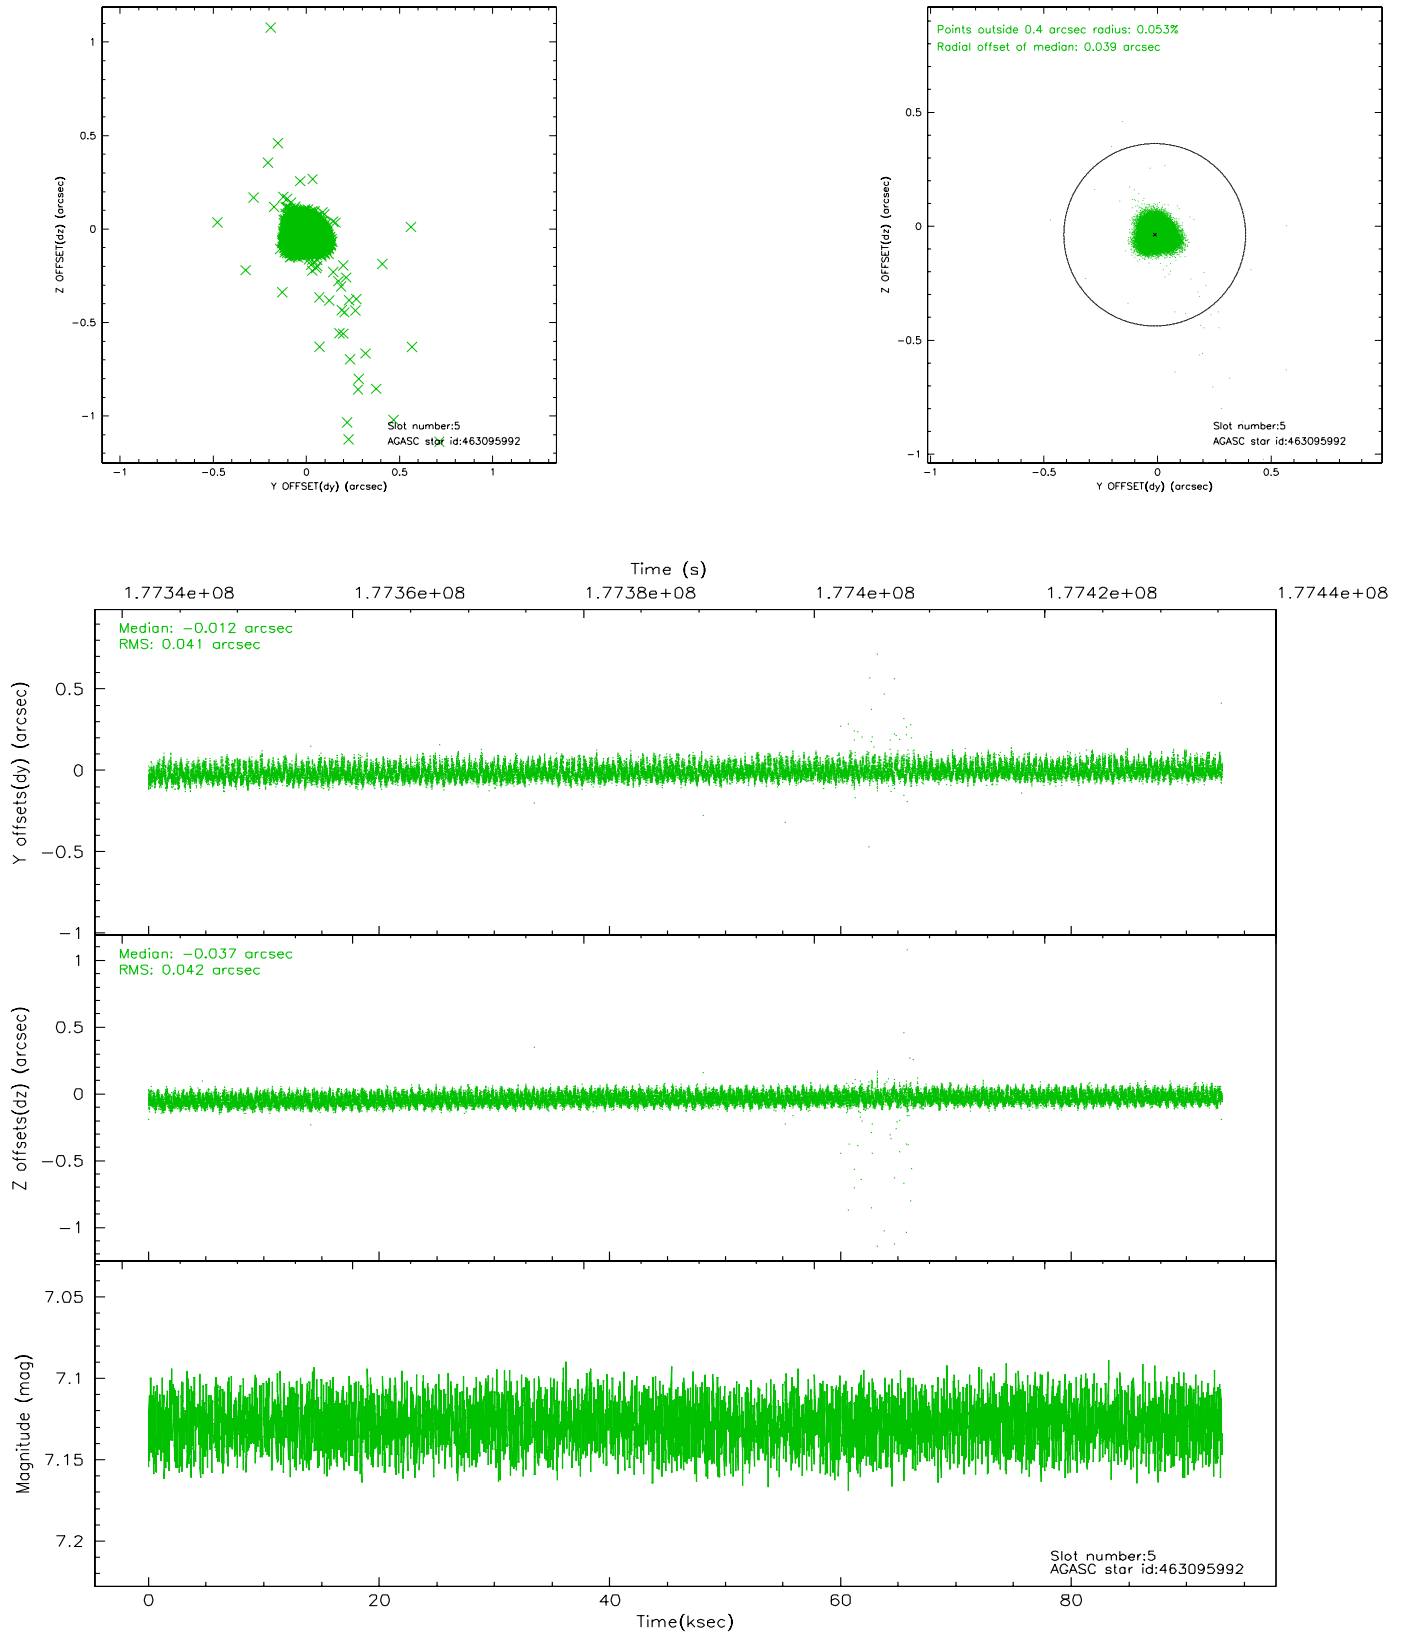 1
0.5
0
−0.5
−1
Z OFFSET(dz) (arcsec)
Slot number:5
AGASC star id:463095992
−1
−0.5
0
0.5
1
Y OFFSET(dy) (arcsec)
Points outside 0.4 arcsec radius: 0.053%
Radial offset of median: 0.039 arcsec
0.5
0
−0.5
−1
Z OFFSET(dz) (arcsec)
Slot number:5
AGASC star id:463095992
−1
−0.5
0
0.5
Y OFFSET(dy) (arcsec)
Time (s)
1.7734e+08
1.7736e+08
1.7738e+08
1.774e+08
1.7742e+08
1.7744e+08
Median: −0.012 arcsec
RMS: 0.041 arcsec
0.5
0
−0.5
−1
Y offsets(dy) (arcsec)
Median: −0.037 arcsec
RMS: 0.042 arcsec
1
0.5
0
−0.5
−1
Z offsets(dz) (arcsec)
7.05
7.1
7.15
7.2
Magnitude (mag)
Slot number:5
AGASC star id:463095992
0
20
40
60
80
Time(ksec)